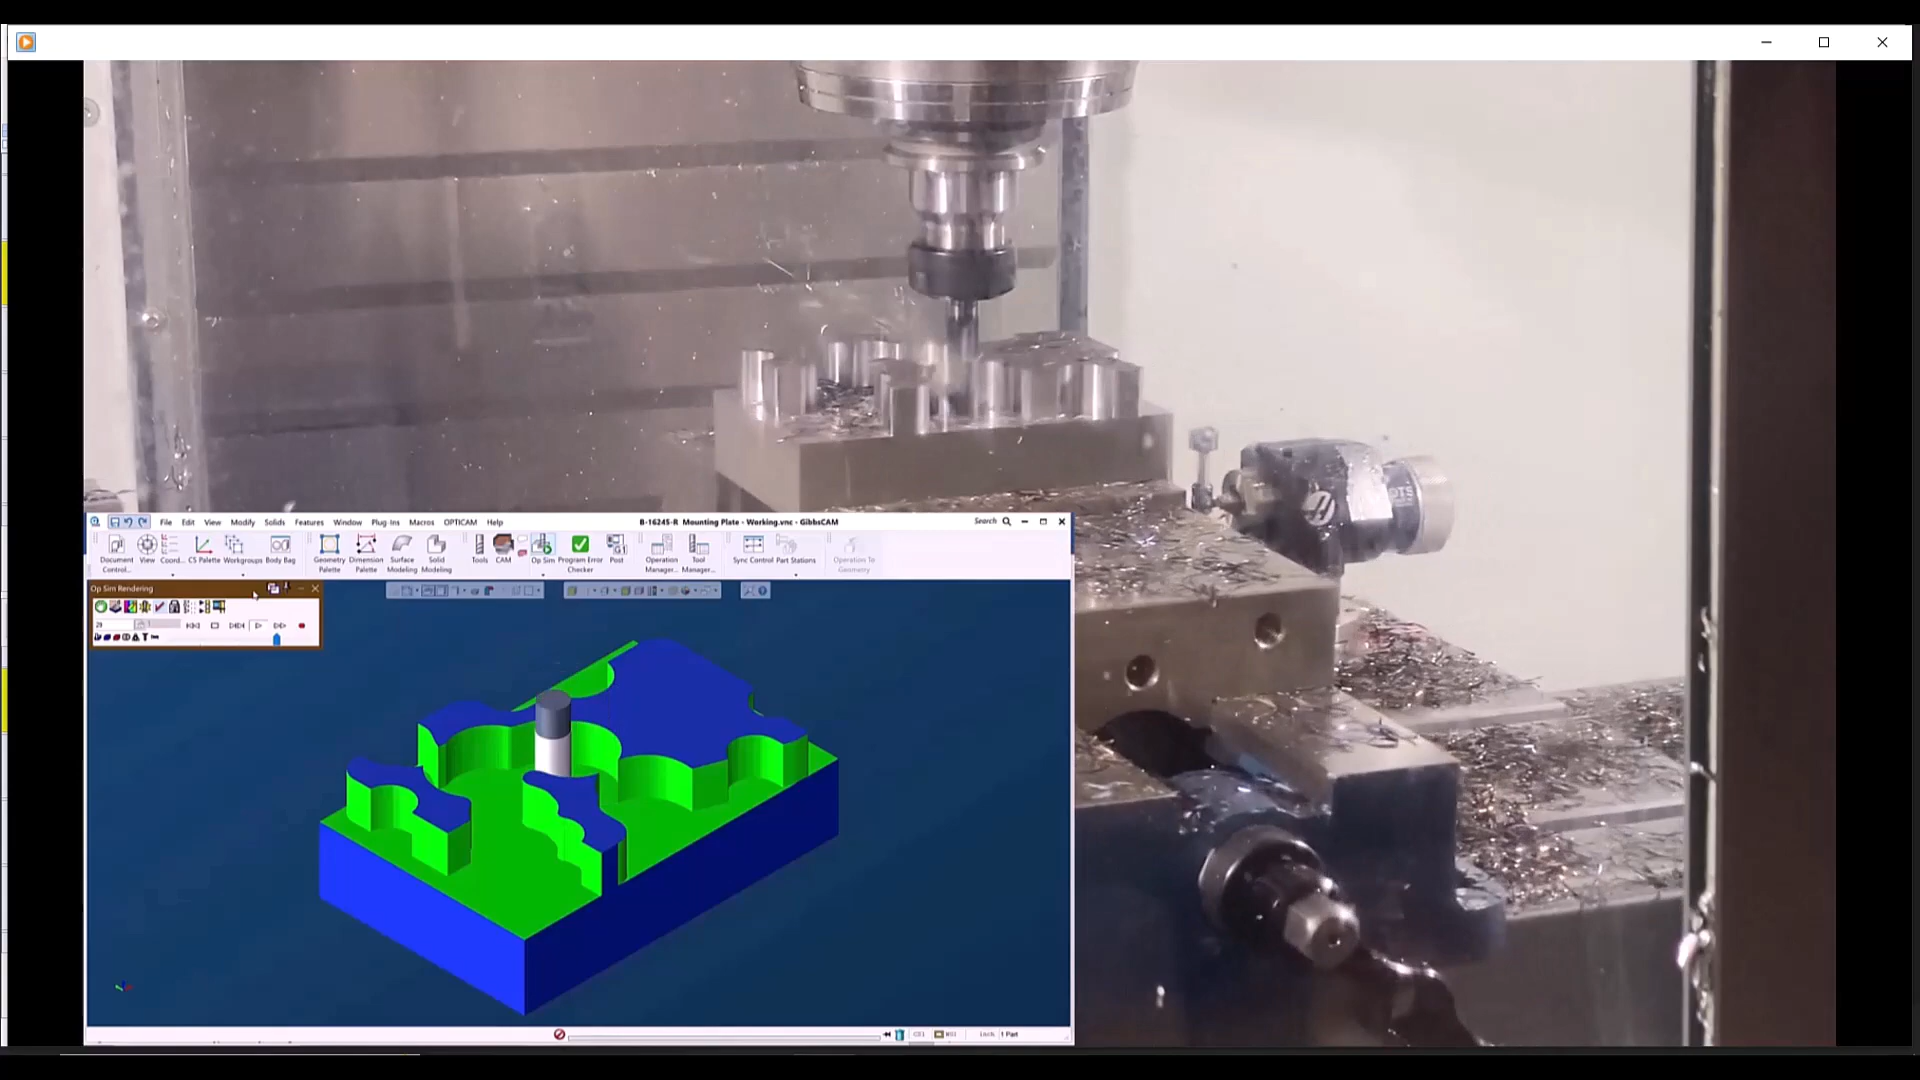 B-16245-R Mounting Plate - Working.vnc - GibbsCAM
Search
File Edit View Modify Solids Features Window Plug-Ins Macros OPTICAM Help
Document Control... View Coord... CS Palette Workgroups Body Bag Geometry Palette Dimension Palette Surface Modeling Solid Modeling Tools CAM Op Sim Program Error Checker Post Operation Manager... Tool Manager... Sync Control Part Stations Operation To Geometry
Op Sim Rendering
29
Inch 1 Part